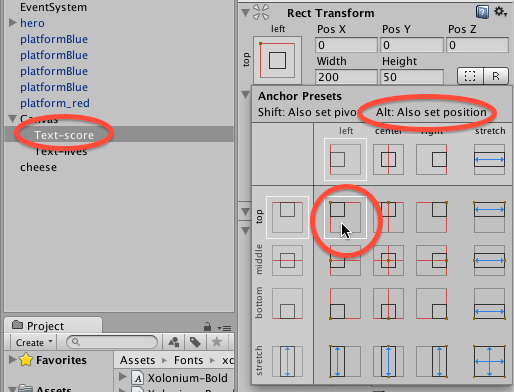 EventSystem
hero
platformBlue
platformBlue
platformBlue
platformBlue
platform_red
Canvas
Text-score
Text-lives
cheese
Project
Create
Favorites
Assets
Assets Fonts
Xolonium-Bold
Rect Transform
left
Pos X Pos Y Pos Z
top
0 0 0
Width Height
200 50
R
Anchor Presets
Shift: Also set pivot Alt: Also set position
left center right stretch
top
middle
bottom
stretch